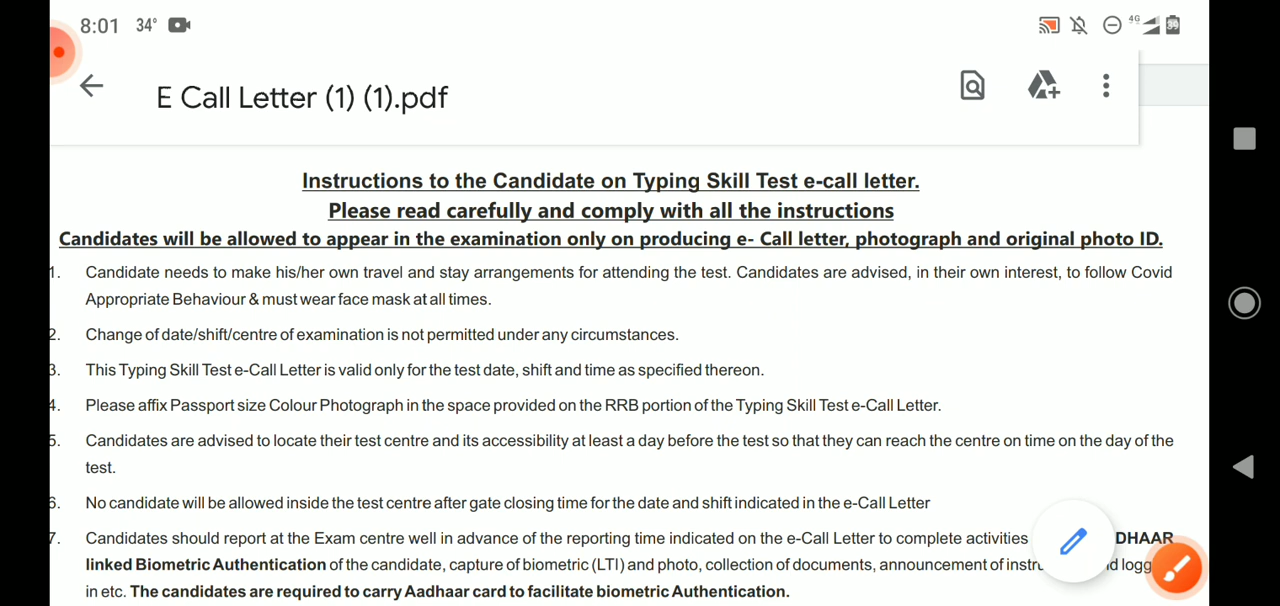 8:01 34°
4G 39
E Call Letter (1) (1).pdf
Instructions to the Candidate on Typing Skill Test e-call letter.
Please read carefully and comply with all the instructions
Candidates will be allowed to appear in the examination only on producing e- Call letter, photograph and original photo ID.
1. Candidate needs to make his/her own travel and stay arrangements for attending the test. Candidates are advised, in their own interest, to follow Covid
Appropriate Behaviour & must wear face mask at all times.
2. Change of date/shift/centre of examination is not permitted under any circumstances.
3. This Typing Skill Test e-Call Letter is valid only for the test date, shift and time as specified thereon.
4. Please affix Passport size Colour Photograph in the space provided on the RRB portion of the Typing Skill Test e-Call Letter.
5. Candidates are advised to locate their test centre and its accessibility at least a day before the test so that they can reach the centre on time on the day of the
test.
6. No candidate will be allowed inside the test centre after gate closing time for the date and shift indicated in the e-Call Letter
7. Candidates should report at the Exam centre well in advance of the reporting time indicated on the e-Call Letter to complete activities DHAAR
linked Biometric Authentication of the candidate, capture of biometric (LTI) and photo, collection of documents, announcement of
in etc. The candidates are required to carry Aadhaar card to facilitate biometric Authentication.